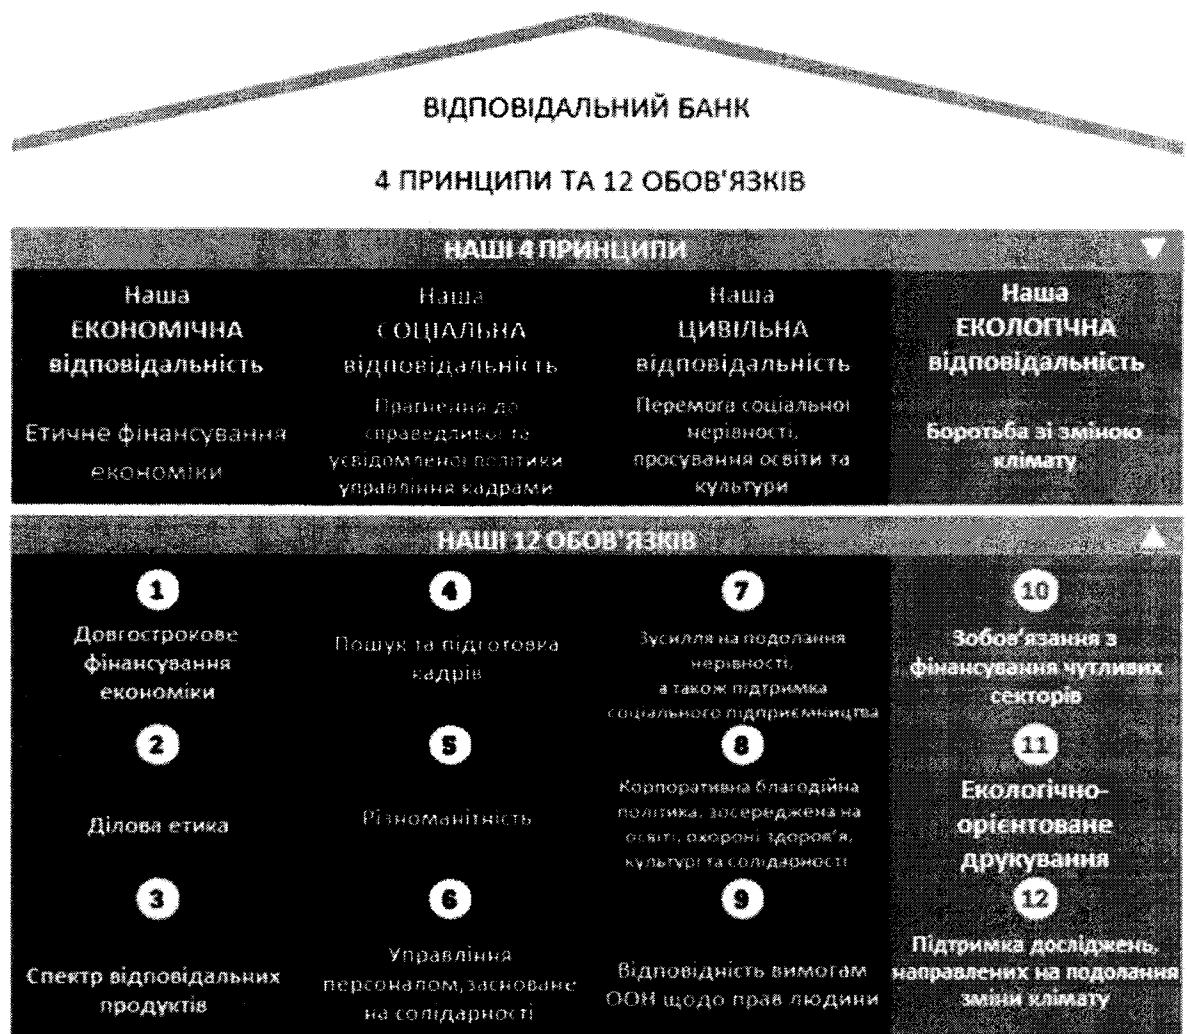 ВІДПОВІДАЛЬНИЙ БАНК
4 ПРИНЦИПИ ТА 12 ОБОВ'ЯЗКІВ
НАШІ 4 ПРИНЦИПИ
Наша
ЕКОНОМІЧНА
відповідальність
Етичне фінансування
економіки
Наша
СОЦІАЛЬНА
відповідальність
Прагнення до
справедливої та
усвідомленої політики
управління кадрами
Наша
ЦИВІЛЬНА
відповідальність
Перемога соціальної
нерівності,
просування освіти та
культури
Наша
ЕКОЛОГІЧНА
відповідальність
Боротьба зі зміною
клімату
НАШІ 12 ОБОВ'ЯЗКІВ
1
Довгострокове
фінансування
економіки
2
Ділова етика
3
Спектр відповідальних
продуктів
4
Пошук та підготовка
кадрів
5
Різноманітність
6
Управління
персоналом, засноване
на солідарності
7
Зусилля на подолання
нерівності,
а також підтримка
соціального підприємництва
8
Корпоративна благодійна
політика, зосереджена на
освіті, охороні здоров'я,
культурі та солідарності
9
Відповідність вимогам
ООН щодо прав людини
10
Зобов'язання з
фінансування чутливих
секторів
11
Екологічно-
орієнтоване
друкування
12
Підтримка досліджень,
направлених на подолання
зміни клімату